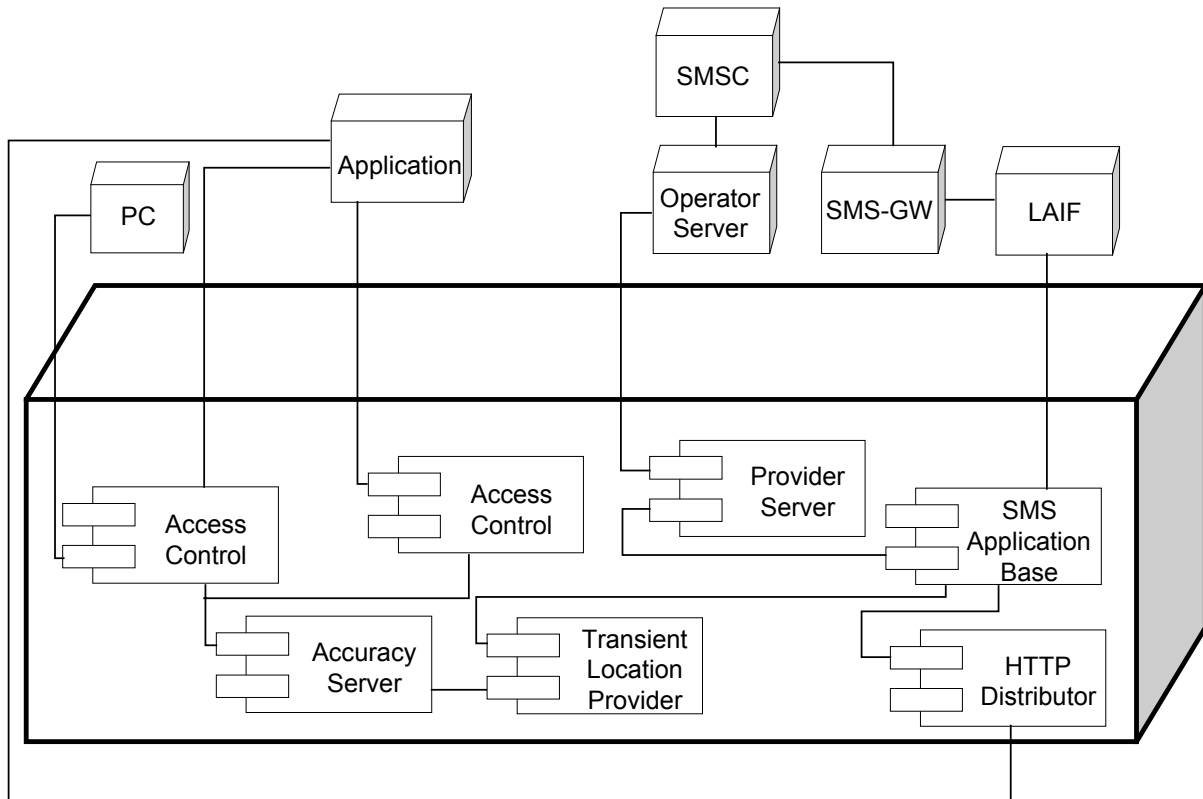 SMSC
Application
PC
Operator
Server
SMS-GW
LAIF
Provider
Server
Access
Control
Access
Control
SMS
Application
Base
Accuracy
Server
Transient
Location
Provider
HTTP
Distributor